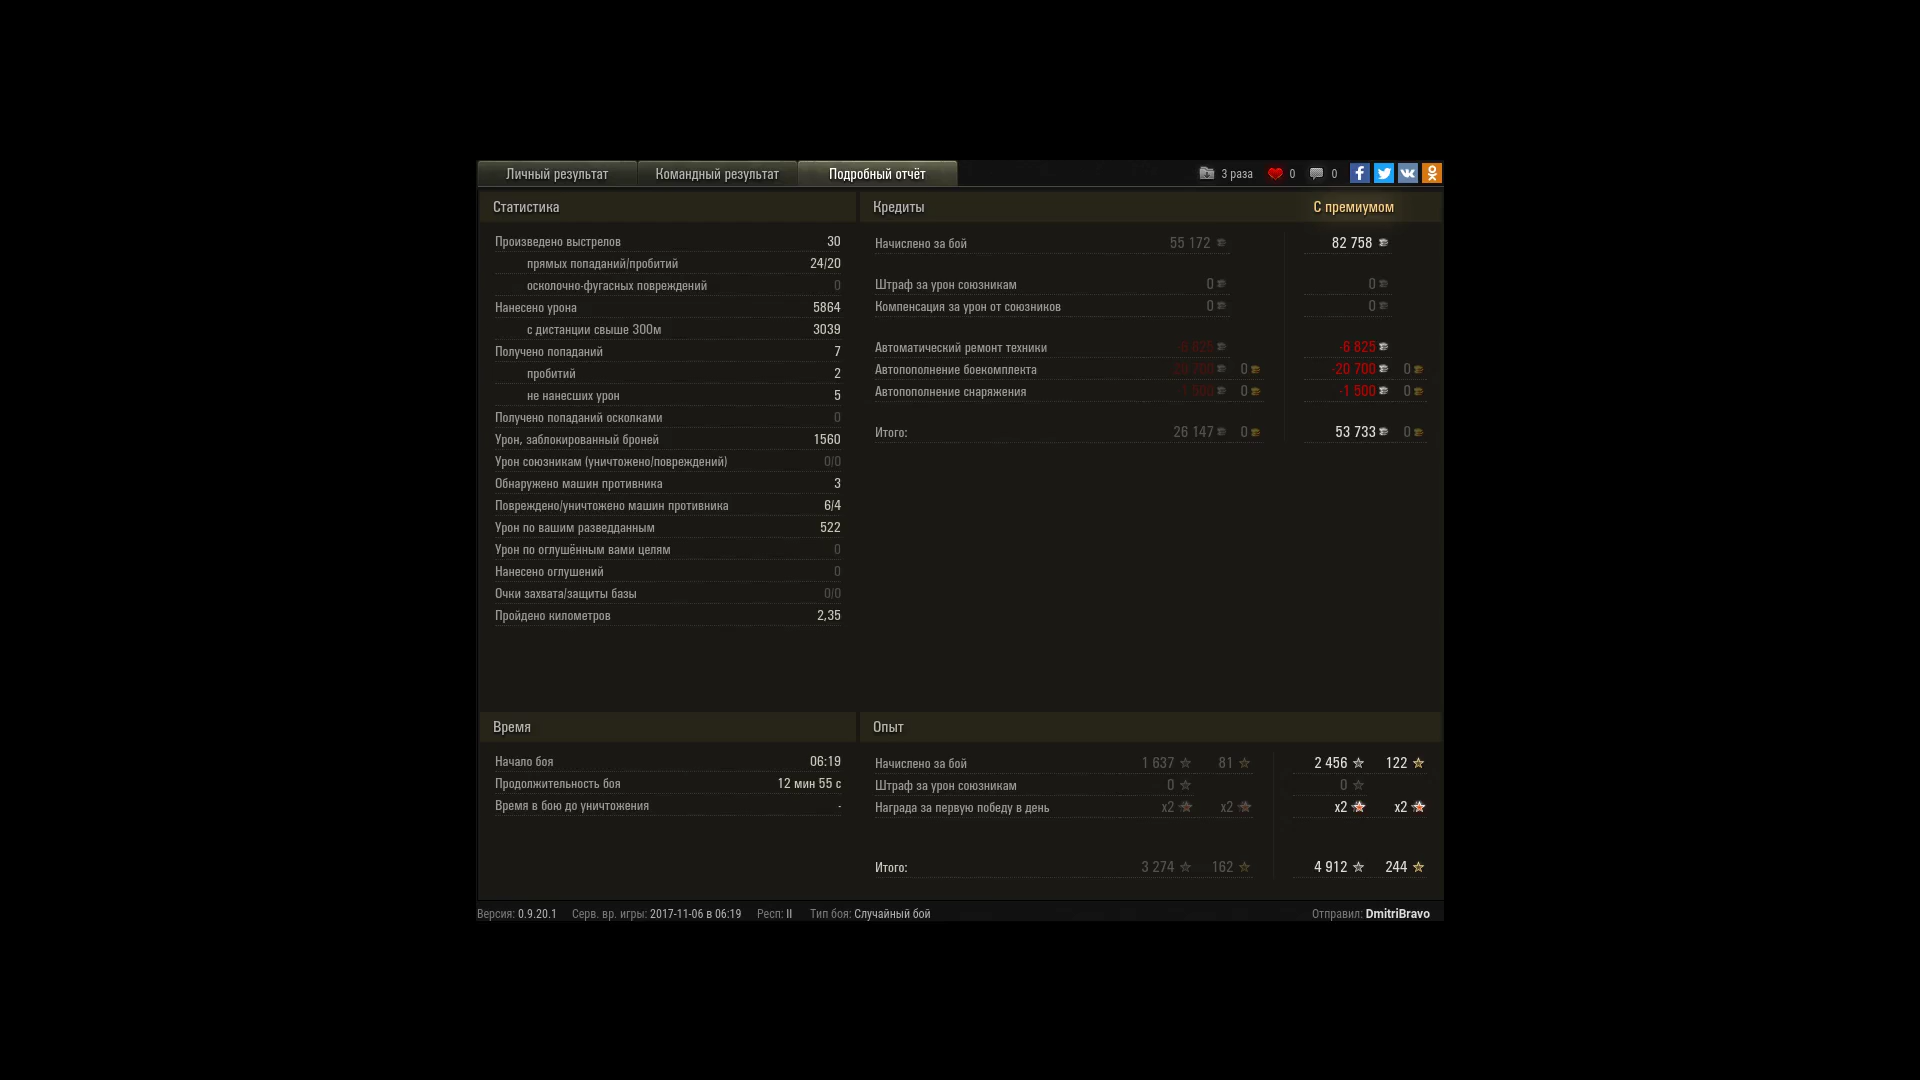 Личный результат Командный результат Подробный отчёт 3 раза 0 0
Статистика
Произведено выстрелов 30
прямых попаданий/пробитий 24/20
осколочно-фугасных повреждений 0
Нанесено урона 5864
с дистанции свыше 300м 3039
Получено попаданий 7
пробитий 2
не нанесших урон 5
Получено попаданий осколками 0
Урон, заблокированный броней 1560
Урон союзникам (уничтожено/повреждений) 0/0
Обнаружено машин противника 3
Повреждено/уничтожено машин противника 6/4
Урон по вашим разведданным 522
Урон по оглушённым вами целям 0
Нанесено оглушений 0
Очки захвата/защиты базы 0/0
Пройдено километров 2,35
Кредиты С премиумом
Начислено за бой 55 172 82 758
Штраф за урон союзникам 0 0
Компенсация за урон от союзников 0 0
Автоматический ремонт техники -6 825 -6 825
Автопополнение боекомплекта -20 700 0 -20 700 0
Автопополнение снаряжения -1 500 0 -1 500 0
Итого: 26 147 0 53 733 0
Время
Начало боя 06:19
Продолжительность боя 12 мин 55 с
Время в бою до уничтожения -
Опыт
Начислено за бой 1 637 81 2 456 122
Штраф за урон союзникам 0 0
Награда за первую победу в день x2 x2 x2 x2
Итого: 3 274 162 4 912 244
Версия: 0.9.20.1 Серв. вр. игры: 2017-11-06 в 06:19 Респ: II Тип боя: Случайный бой Отправил: DmitriBravo